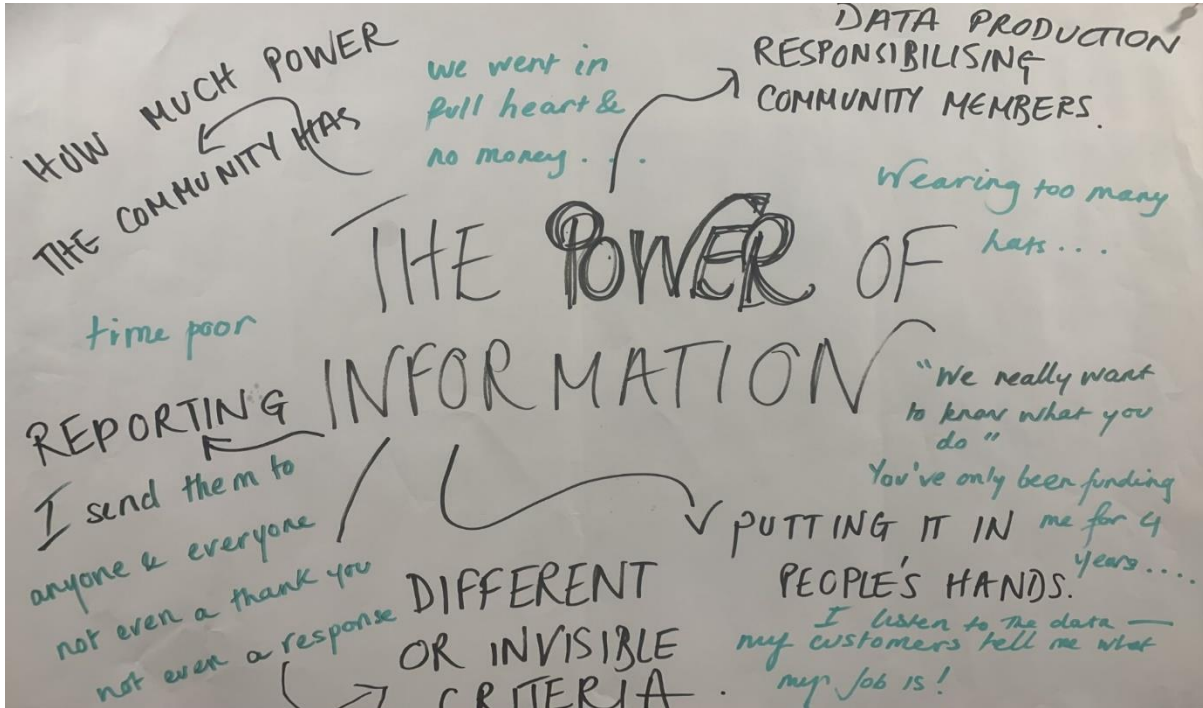 HOW MUCH POWER
THE COMMUNITY HAS
we went in
full heart &
no money...
DATA PRODUCTION
RESPONSIBILISING
COMMUNITY MEMBERS.
Wearing too many
hats...
THE POWER OF
INFORMATION
time poor
REPORTING
I send them to
anyone & everyone
not even a thank you
not even a response
DIFFERENT
OR INVISIBLE
CRITERIA.
"We really want
to know what you
do"
You've only been funding
me for 4
years....
PUTTING IT IN
PEOPLE'S HANDS.
I listen to the data —
my customers tell me what
my job is!